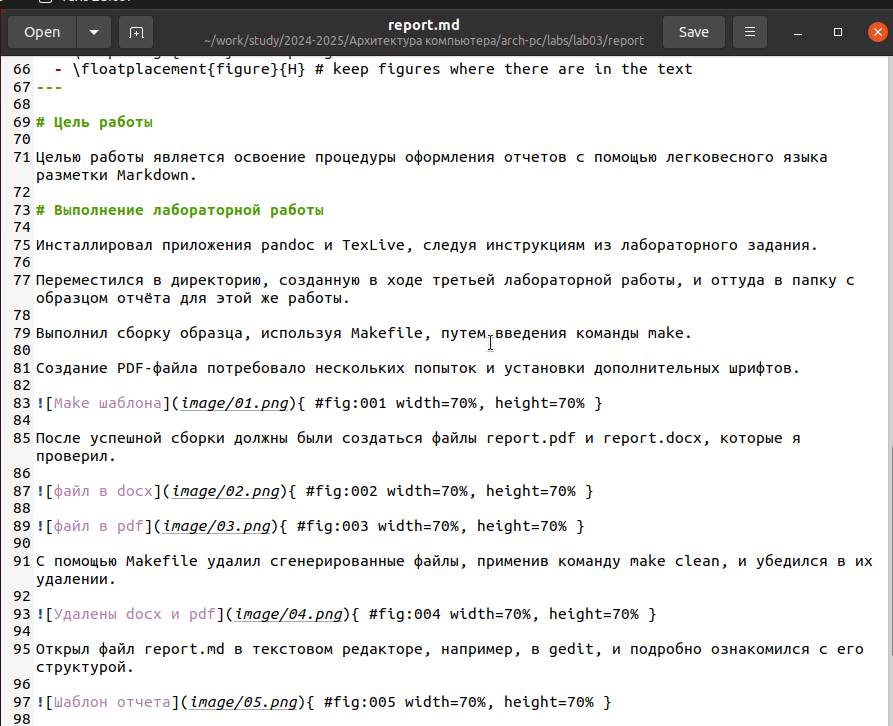 Open
report.md
~/work/study/2024-2025/Архитектура компьютера/arch-pc/labs/lab03/report
Save
66 - \floatplacement{figure}{H} # keep figures where there are in the text
67 ---
68
69 # Цель работы
70
71 Целью работы является освоение процедуры оформления отчетов с помощью легковесного языка
разметки Markdown.
72
73 # Выполнение лабораторной работы
74
75 Инсталлировал приложения pandoc и TexLive, следуя инструкциям из лабораторного задания.
76
77 Переместился в директорию, созданную в ходе третьей лабораторной работы, и оттуда в папку с
образцом отчёта для этой же работы.
78
79 Выполнил сборку образца, используя Makefile, путем введения команды make.
80
81 Создание PDF-файла потребовало нескольких попыток и установки дополнительных шрифтов.
82
83 ![Make шаблона](image/01.png){ #fig:001 width=70%, height=70% }
84
85 После успешной сборки должны были создаться файлы report.pdf и report.docx, которые я
проверил.
86
87 ![файл в docx](image/02.png){ #fig:002 width=70%, height=70% }
88
89 ![файл в pdf](image/03.png){ #fig:003 width=70%, height=70% }
90
91 С помощью Makefile удалил сгенерированные файлы, применив команду make clean, и убедился в их
удалении.
92
93 ![Удалены docx и pdf](image/04.png){ #fig:004 width=70%, height=70% }
94
95 Открыл файл report.md в текстовом редакторе, например, в gedit, и подробно ознакомился с его
структурой.
96
97 ![Шаблон отчета](image/05.png){ #fig:005 width=70%, height=70% }
98